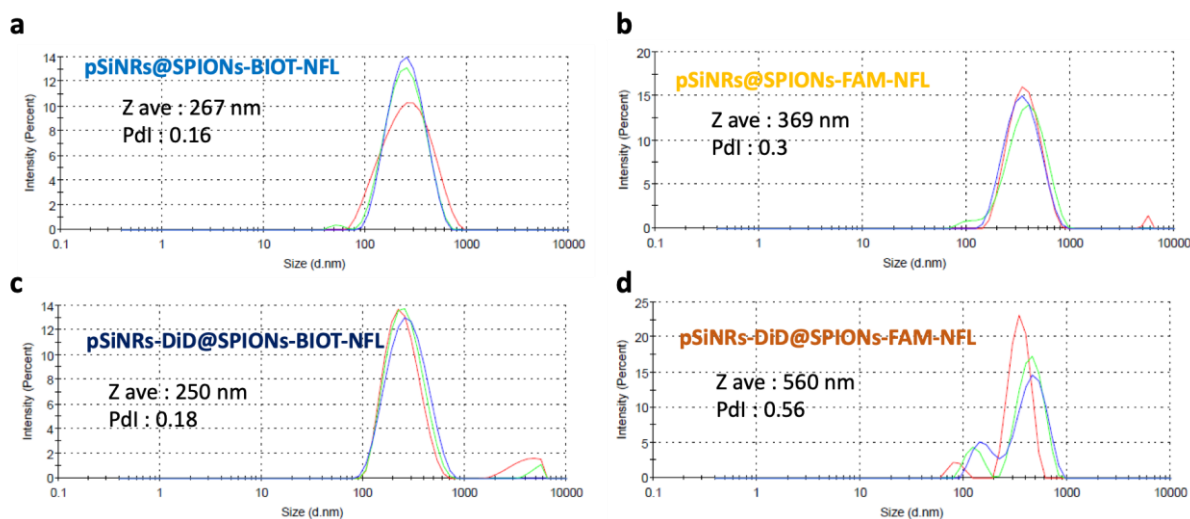 a
14
12
10
8
6
4
2
0
Intensity (Percent)
pSiNRs@SPIONs-BIOT-NFL
Z ave : 267 nm
PdI : 0.16
0.1 1 10 100 1000 10000
Size (d.nm)
b
20
15
10
5
0
Intensity (Percent)
pSiNRs@SPIONs-FAM-NFL
Z ave : 369 nm
PdI : 0.3
0.1 1 10 100 1000 10000
Size (d.nm)
c
14
12
10
8
6
4
2
0
Intensity (Percent)
pSiNRs-DiD@SPIONs-BIOT-NFL
Z ave : 250 nm
PdI : 0.18
0.1 1 10 100 1000 10000
Size (d.nm)
d
25
20
15
10
5
0
Intensity (Percent)
pSiNRs-DiD@SPIONs-FAM-NFL
Z ave : 560 nm
PdI : 0.56
0.1 1 10 100 1000 10000
Size (d.nm)